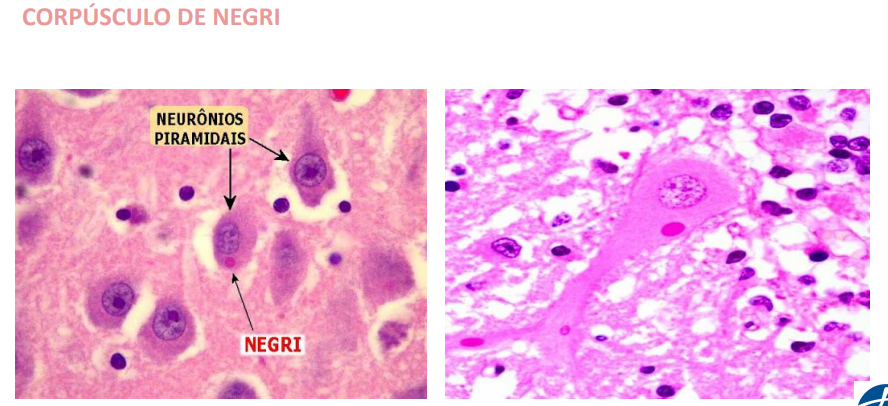 CORPÚSCULO DE NEGRI
NEURÔNIOS
PIRAMIDAIS
NEGRI